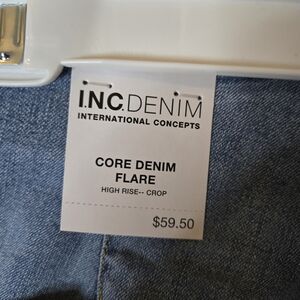 I.N.C.DENIM
INTERNATIONAL CONCEPTS
CORE DENIM
FLARE
HIGH RISE-- CROP
$59.50